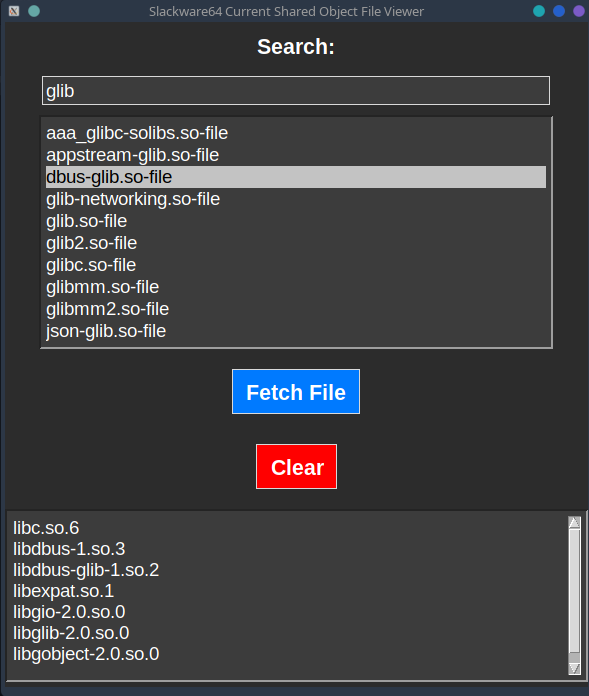 Slackware64 Current Shared Object File Viewer
Search:
glib
aaa_glibc-solibs.so-file
appstream-glib.so-file
dbus-glib.so-file
glib-networking.so-file
glib.so-file
glib2.so-file
glibc.so-file
glibmm.so-file
glibmm2.so-file
json-glib.so-file
Fetch File
Clear
libc.so.6
libdbus-1.so.3
libdbus-glib-1.so.2
libexpat.so.1
libgio-2.0.so.0
libglib-2.0.so.0
libgobject-2.0.so.0